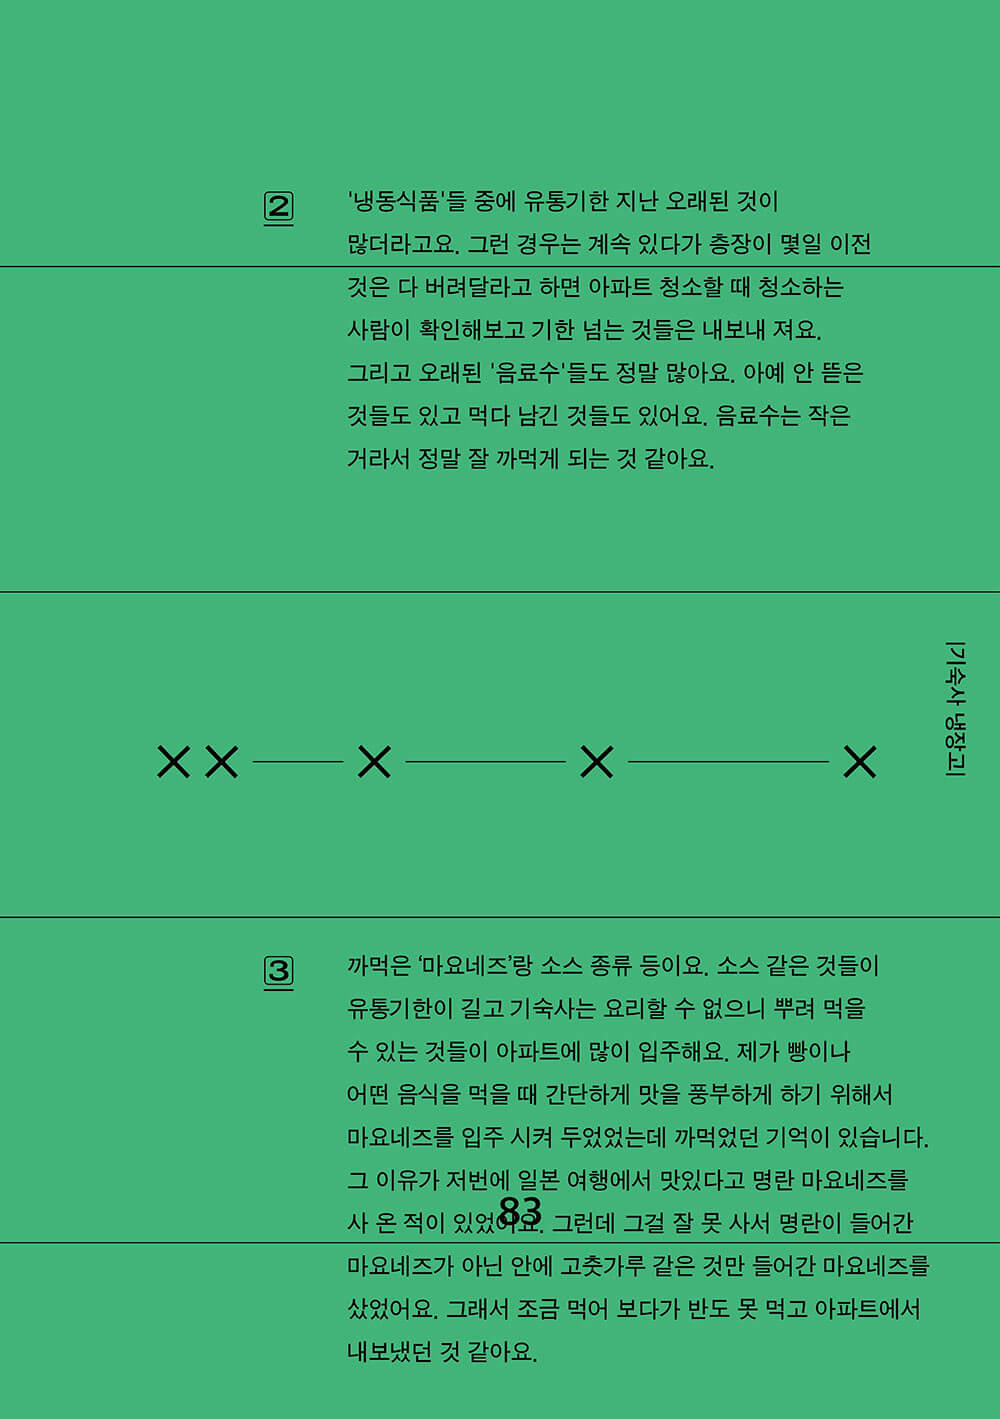 2
'냉동식품'들 중에 유통기한 지난 오래된 것이
많더라고요. 그런 경우는 계속 있다가 층장이 몇일 이전
것은 다 버려달라고 하면 아파트 청소할 때 청소하는
사람이 확인해보고 기한 넘는 것들은 내보내 져요.
그리고 오래된 '음료수'들도 정말 많아요. 아예 안 뜯은
것들도 있고 먹다 남긴 것들도 있어요. 음료수는 작은
거라서 정말 잘 까먹게 되는 것 같아요.
|기숙사 냉장고|
3
까먹은 ‘마요네즈’랑 소스 종류 등이요. 소스 같은 것들이
유통기한이 길고 기숙사는 요리할 수 없으니 뿌려 먹을
수 있는 것들이 아파트에 많이 입주해요. 제가 빵이나
어떤 음식을 먹을 때 간단하게 맛을 풍부하게 하기 위해서
마요네즈를 입주 시켜 두었었는데 까먹었던 기억이 있습니다.
그 이유가 저번에 일본 여행에서 맛있다고 명란 마요네즈를
사 온 적이 있었어요. 그런데 그걸 잘 못 사서 명란이 들어간
마요네즈가 아닌 안에 고춧가루 같은 것만 들어간 마요네즈를
샀었어요. 그래서 조금 먹어 보다가 반도 못 먹고 아파트에서
내보냈던 것 같아요.
83